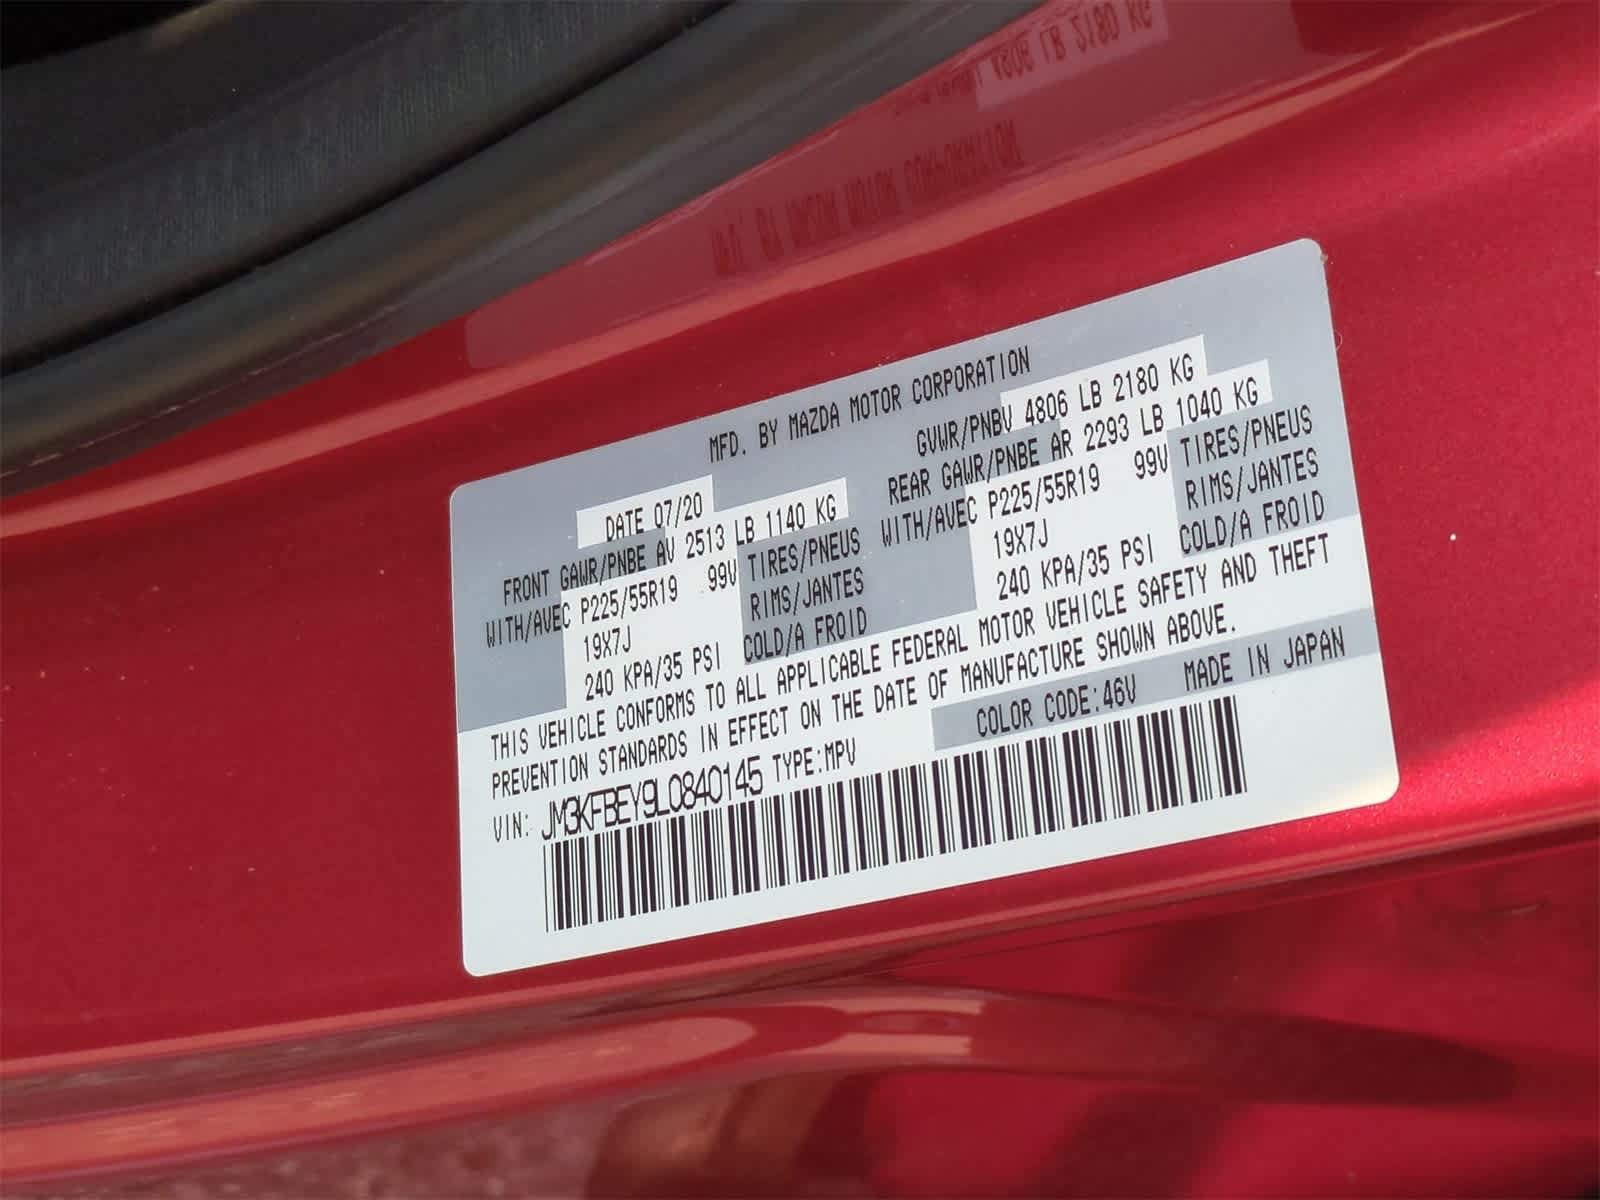 MFD. BY MAZDA MOTOR CORPORATION
DATE 07/20
GVWR/PNBV 4806 LB 2180 KG
FRONT GAWR/PNBE AV 2513 LB 1140 KG
REAR GAWR/PNBE AR 2293 LB 1040 KG
WITH/AVEC P225/55R19 99V TIRES/PNEUS
WITH/AVEC P225/55R19 99V TIRES/PNEUS
19X7J RIMS/JANTES
19X7J RIMS/JANTES
240 KPA/35 PSI COLD/A FROID
240 KPA/35 PSI COLD/A FROID
THIS VEHICLE CONFORMS TO ALL APPLICABLE FEDERAL MOTOR VEHICLE SAFETY AND THEFT
PREVENTION STANDARDS IN EFFECT ON THE DATE OF MANUFACTURE SHOWN ABOVE.
VIN: JM3KFBEY9L0840145 TYPE:MPV
COLOR CODE:46V MADE IN JAPAN